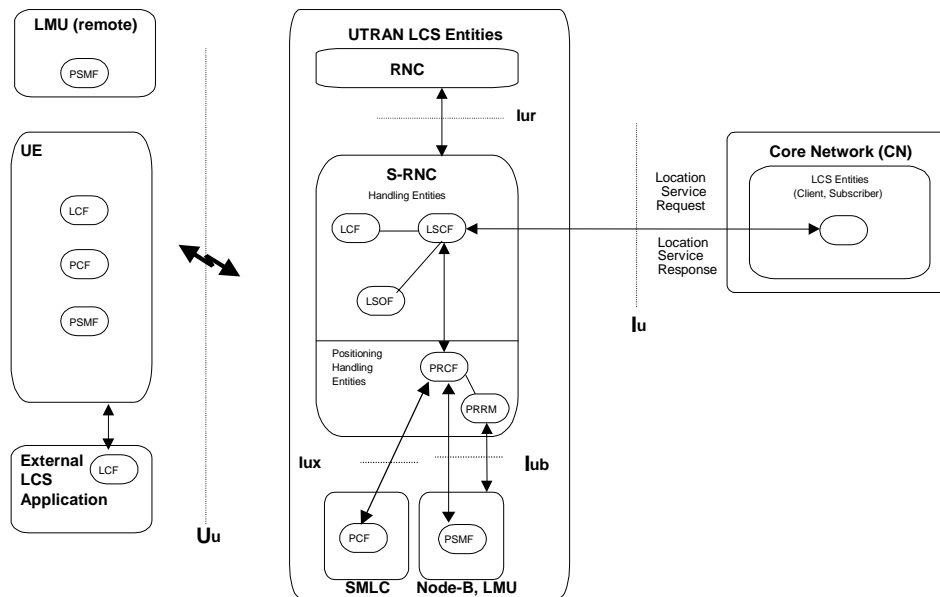 LMU (remote)
PSMF
UE
LCF
PCF
PSMF
External
LCS
Application
LCF
Uu
UTRAN LCS Entities
RNC
Iur
S-RNC
Handling Entities
LCF
LSCF
LSOF
Positioning
Handling
Entities
PRCF
PRRM
Iux
Iub
PCF
SMLC
PSMF
Node-B, LMU
Location
Service
Request
Location
Service
Response
Iu
Core Network (CN)
LCS Entities
(Client, Subscriber)